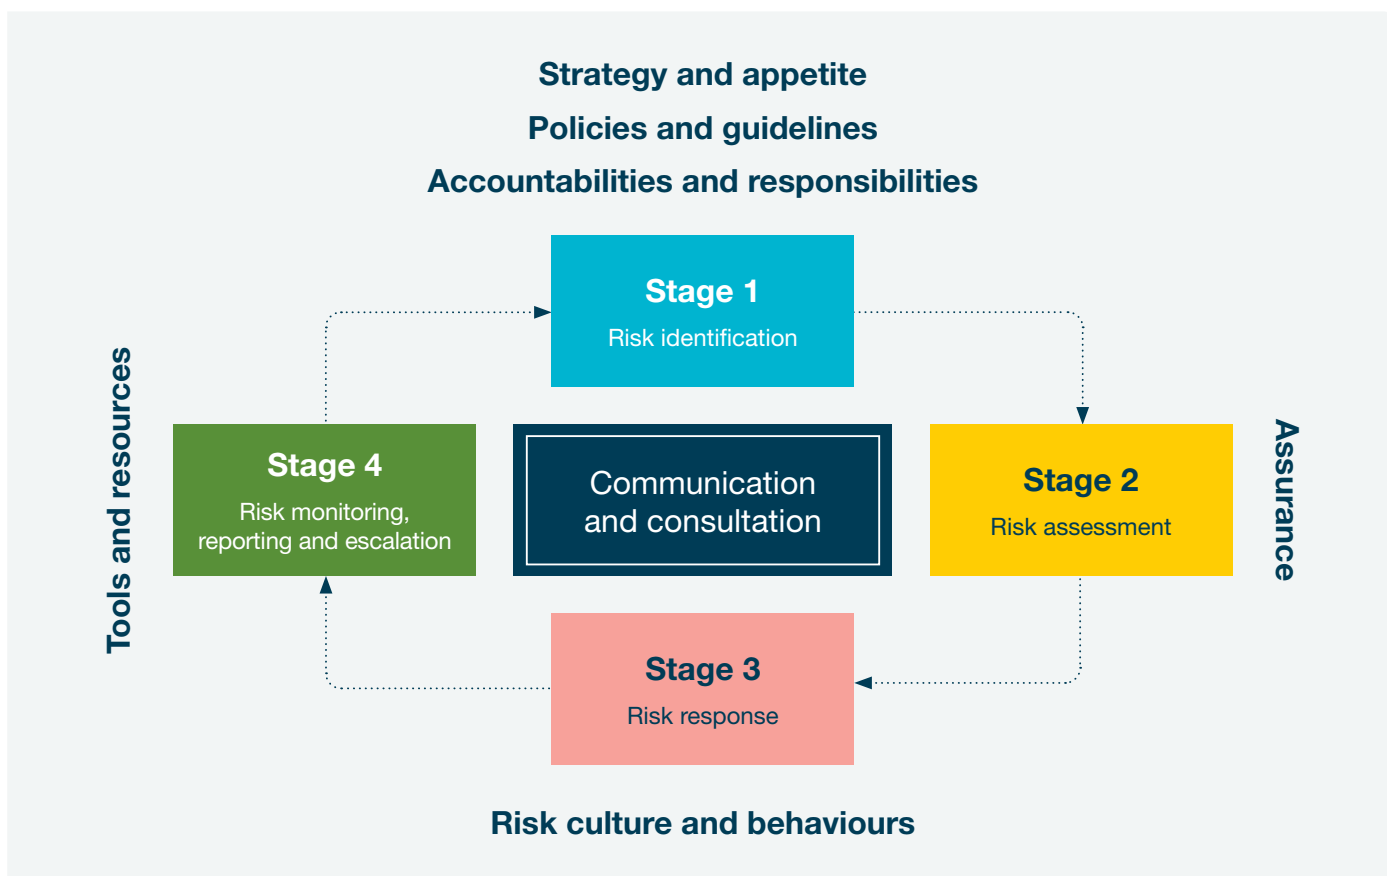 Strategy and appetite
Policies and guidelines
Accountabilities and responsibilities
Stage 1
Risk identification
Tools and resources
Stage 4
Risk monitoring,
reporting and escalation
Communication
and consultation
Stage 2
Risk assessment
Assurance
Stage 3
Risk response
Risk culture and behaviours